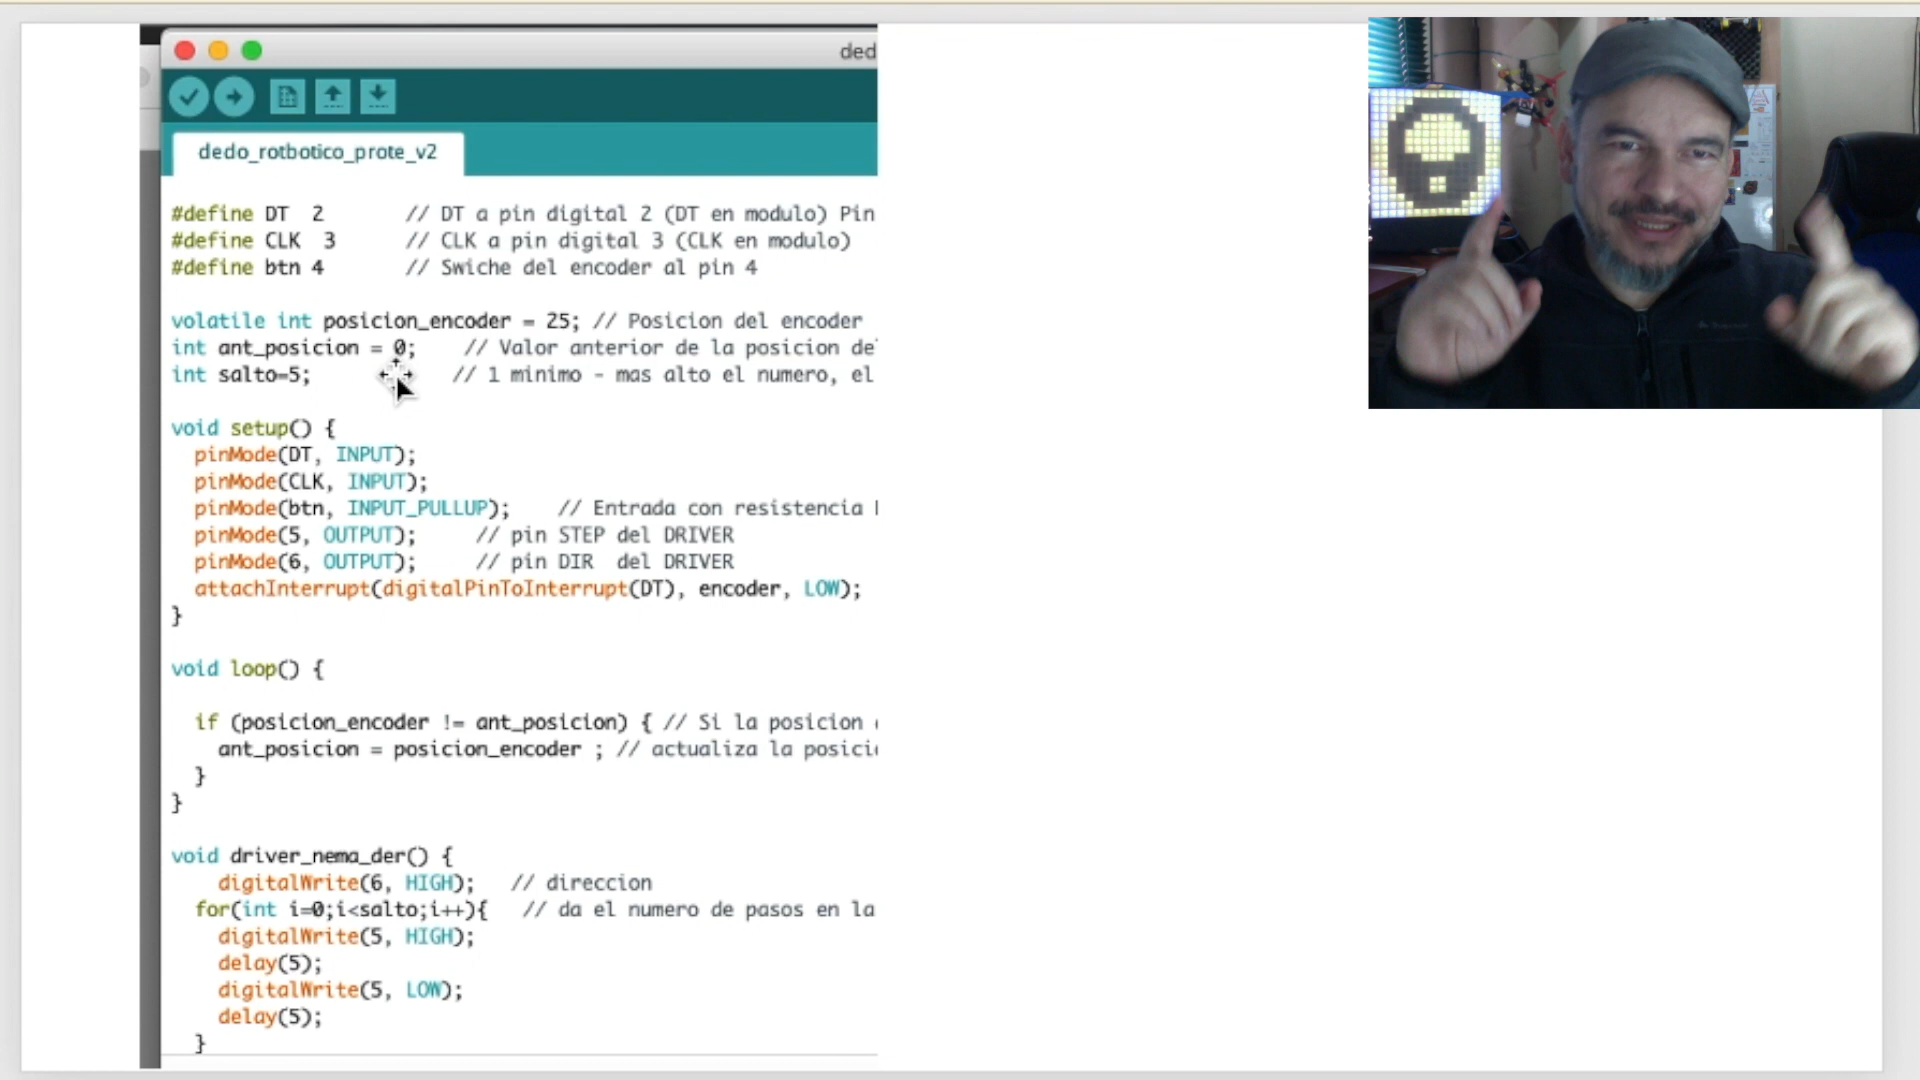 ded
dedo_rotbotico_prote_v2
#define DT  2       // DT a pin digital 2 (DT en modulo) Pin
#define CLK  3      // CLK a pin digital 3 (CLK en modulo)
#define btn 4       // Swiche del encoder al pin 4
volatile int posicion_encoder = 25; // Posicion del encoder
int ant_posicion = 0;    // Valor anterior de la posicion de
int salto=5;            // 1 minimo - mas alto el numero, el
void setup() {
  pinMode(DT, INPUT);
  pinMode(CLK, INPUT);
  pinMode(btn, INPUT_PULLUP);    // Entrada con resistencia
  pinMode(5, OUTPUT);     // pin STEP del DRIVER
  pinMode(6, OUTPUT);     // pin DIR  del DRIVER
  attachInterrupt(digitalPinToInterrupt(DT), encoder, LOW);
}
void loop() {
  if (posicion_encoder != ant_posicion) { // Si la posicion
    ant_posicion = posicion_encoder ; // actualiza la posici
  }
}
void driver_nema_der() {
    digitalWrite(6, HIGH);   // direccion
  for(int i=0;i<salto;i++){   // da el numero de pasos en la
    digitalWrite(5, HIGH);
    delay(5);
    digitalWrite(5, LOW);
    delay(5);
  }